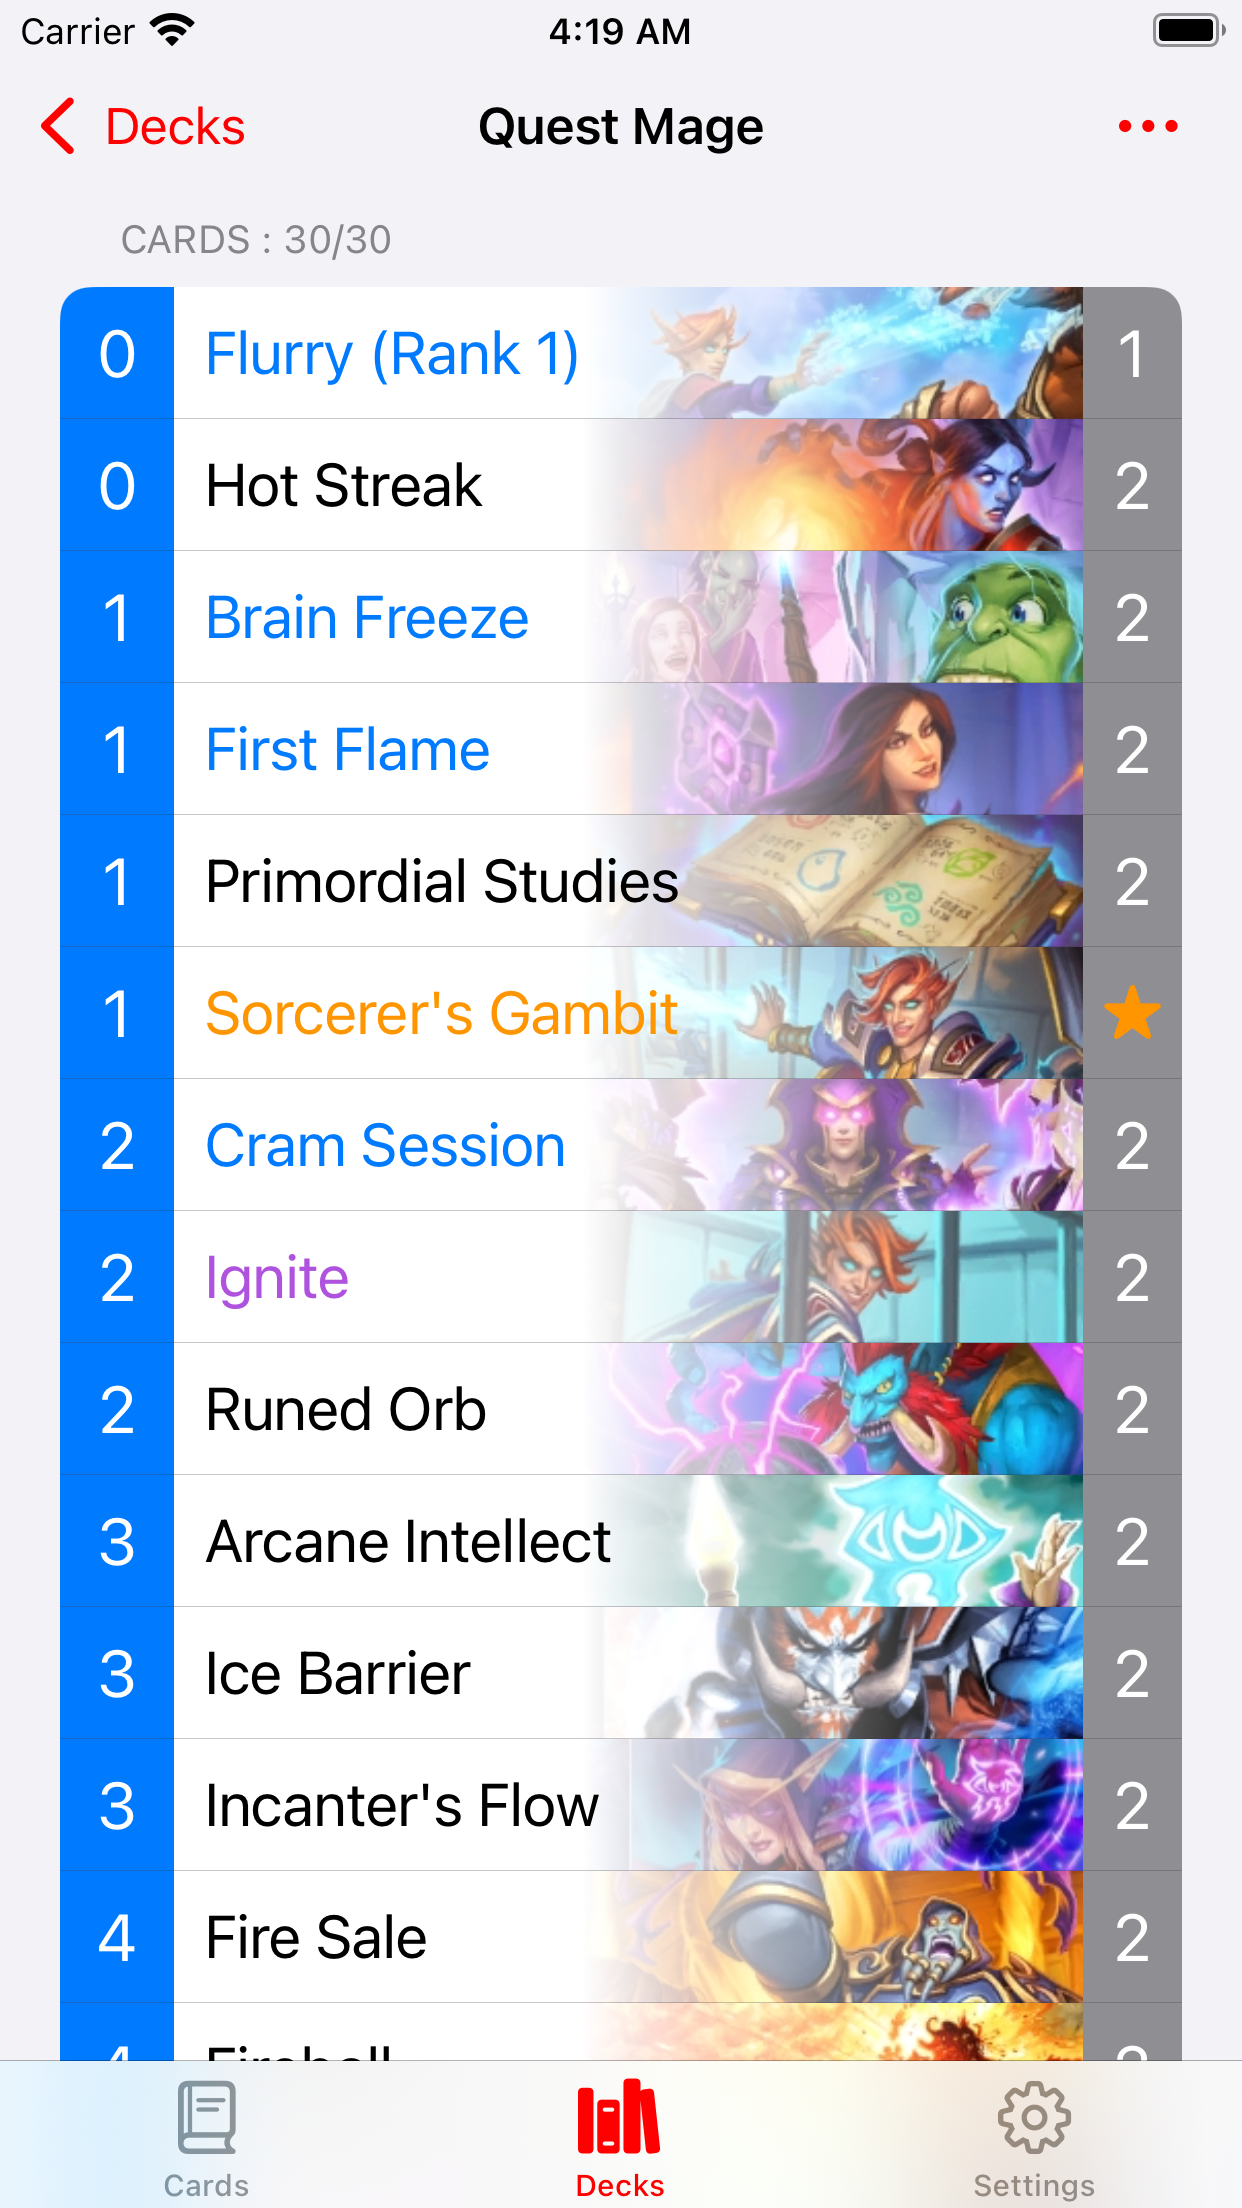 Carrier 4:19 AM
Decks Quest Mage
CARDS : 30/30
0 Flurry (Rank 1) 1
0 Hot Streak 2
1 Brain Freeze 2
1 First Flame 2
1 Primordial Studies 2
1 Sorcerer's Gambit
2 Cram Session 2
2 Ignite 2
2 Runed Orb 2
3 Arcane Intellect 2
3 Ice Barrier 2
3 Incanter's Flow 2
4 Fire Sale 2
4 Fireball 2
Cards Decks Settings